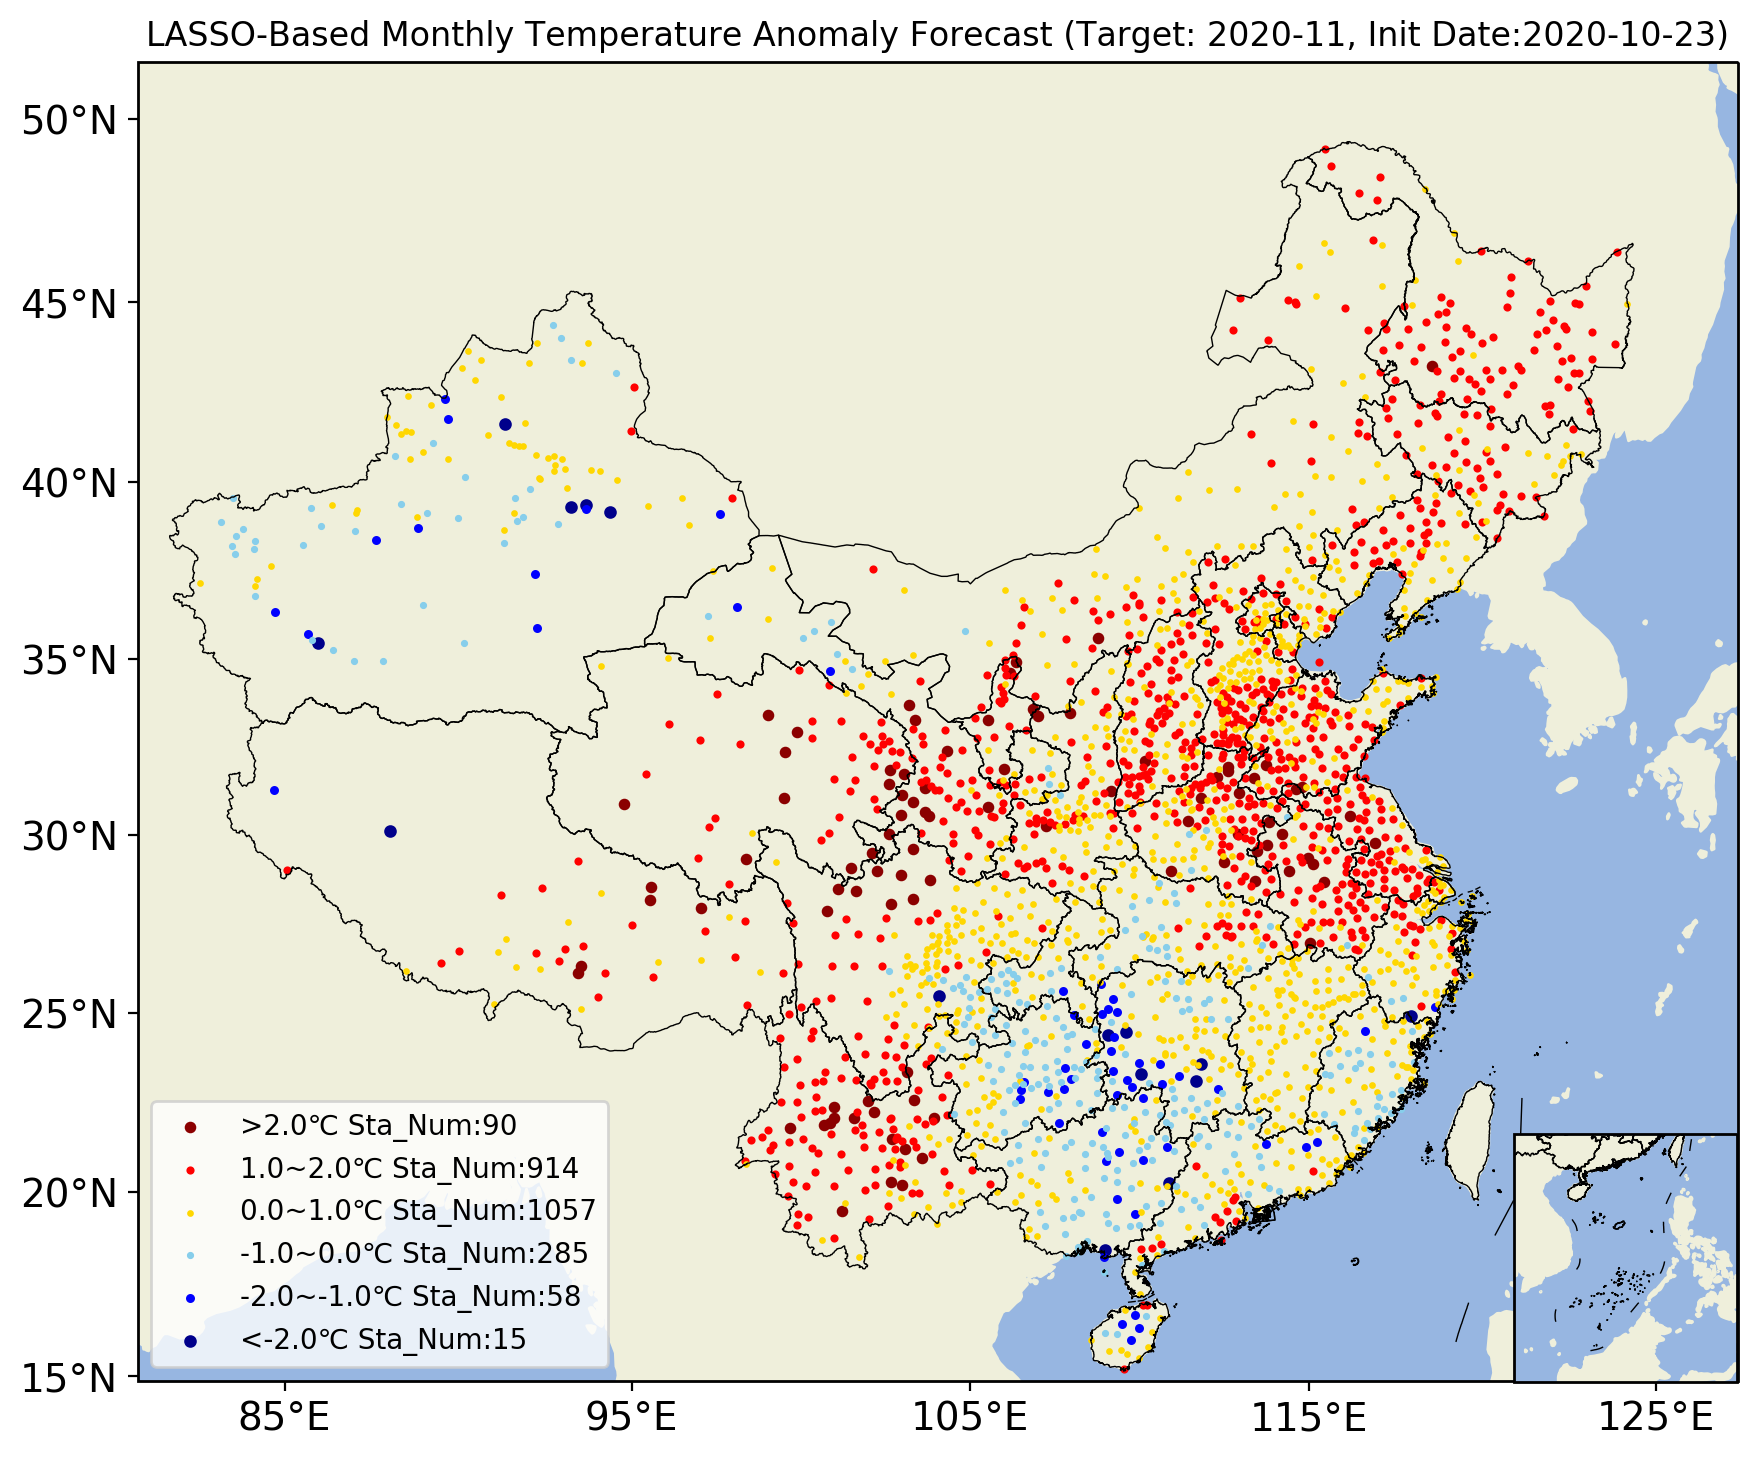 LASSO-Based Monthly Temperature Anomaly Forecast (Target: 2020-11, Init Date:2020-10-23)
50°N
45°N
40°N
35°N
30°N
25°N
20°N
15°N
>2.0℃ Sta_Num:90
1.0~2.0℃ Sta_Num:914
0.0~1.0℃ Sta_Num:1057
-1.0~0.0℃ Sta_Num:285
-2.0~-1.0℃ Sta_Num:58
<-2.0℃ Sta_Num:15
85°E
95°E
105°E
115°E
125°E